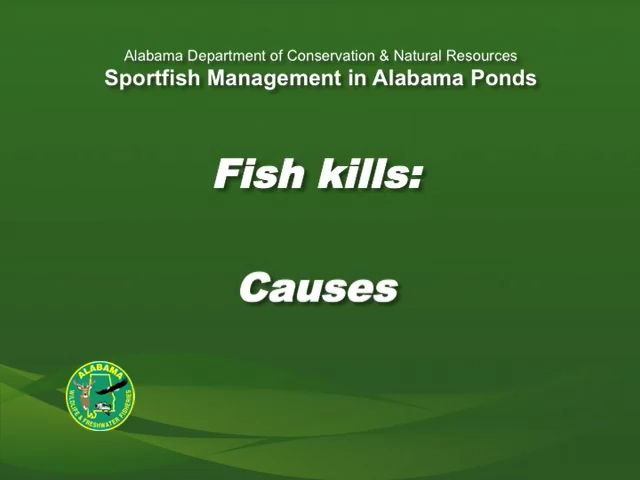 Alabama Department of Conservation & Natural Resources
Sportfish Management in Alabama Ponds
Fish kills:
Causes
ALABAMA
WILDLIFE & FRESHWATER FISHERIES